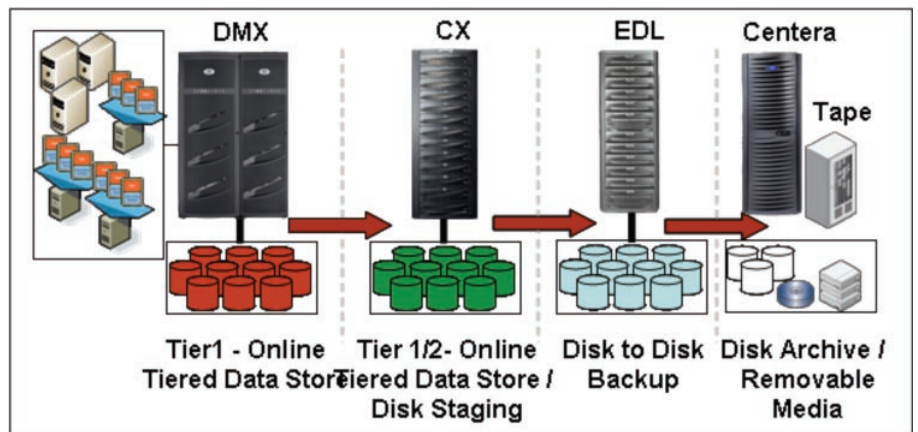 DMX
CX
EDL
Centera
Tape
Tier1 - Online
Tiered Data Store
Tier 1/2- Online
Tiered Data Store /
Disk Staging
Disk to Disk
Backup
Disk Archive /
Removable
Media